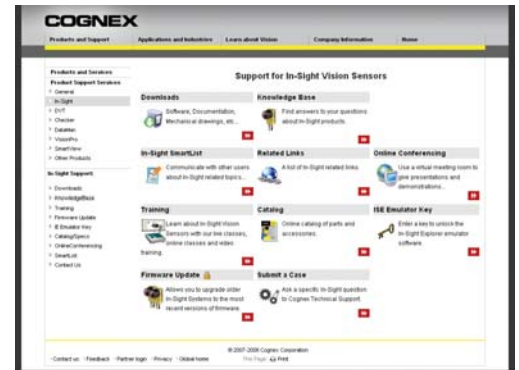 COGNEX
Products and Support
Applications and Industries
Learn about Vision
Company Information
Home
Products and Services
Product Support Services
General
In-Sight
DVT
Checker
DataMan
VisionPro
SmartView
Other Products
In-Sight Support
Downloads
KnowledgeBase
Training
Firmware Update
IE Emulator Key
Catalog/Specs
OnlineConferencing
SmartList
Contact Us
Support for In-Sight Vision Sensors
Downloads
Software, Documentation,
Mechanical drawings, etc...
Knowledge Base
Find answers to your questions
about In-Sight products.
In-Sight SmartList
Communicate with other users
about In-Sight related topics...
Related Links
A list of In-Sight related links.
Online Conferencing
Use a virtual meeting room to
give presentations and
demonstrations...
Training
Learn about In-Sight Vision
Sensors with our live classes,
online classes and video
training.
Catalog
Online catalog of parts and
accessories.
ISE Emulator Key
Enter a key to unlock the
In-Sight Explorer emulator
software.
Firmware Update
Allows you to upgrade older
In-Sight Systems to the most
recent versions of firmware.
Submit a Case
Ask a specific In-Sight question
to Cognex Technical Support.
© 2007-2008 Cognex Corporation
Contact us
Feedback
Partner login
Privacy
Global home
This Page: Print